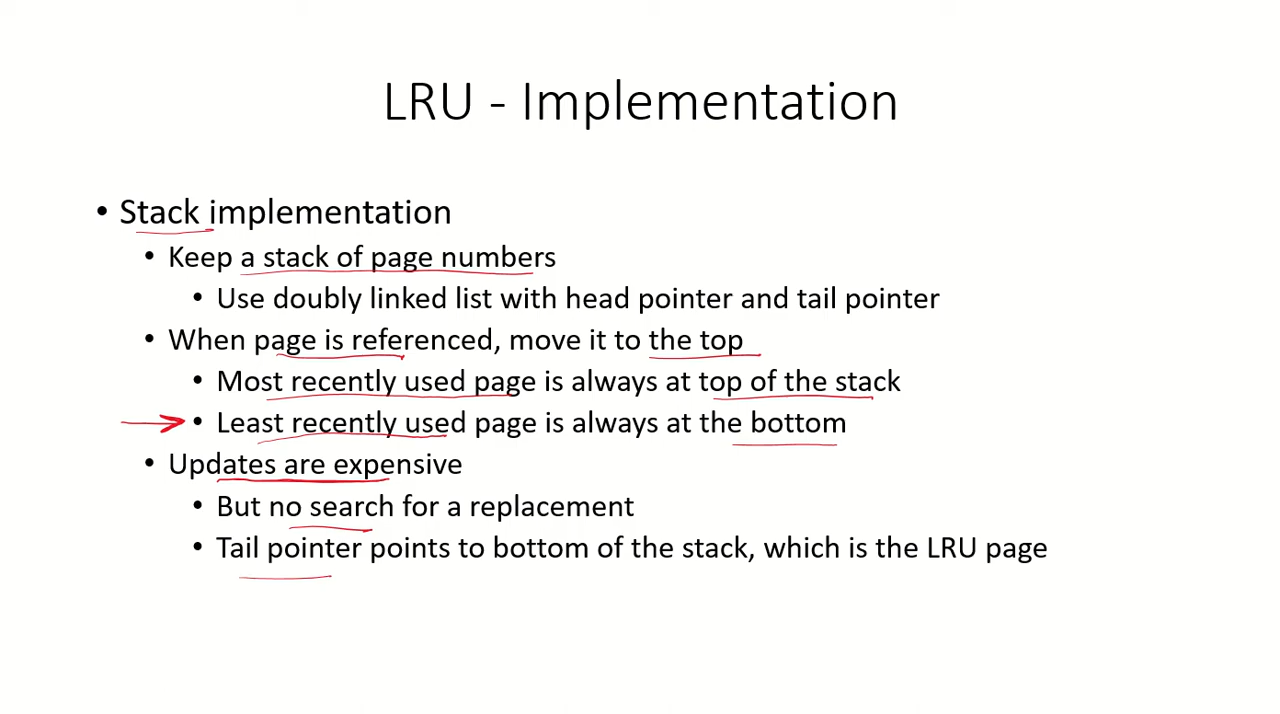 LRU - Implementation
• Stack implementation
• Keep a stack of page numbers
• Use doubly linked list with head pointer and tail pointer
• When page is referenced, move it to the top
• Most recently used page is always at top of the stack
• Least recently used page is always at the bottom
• Updates are expensive
• But no search for a replacement
• Tail pointer points to bottom of the stack, which is the LRU page